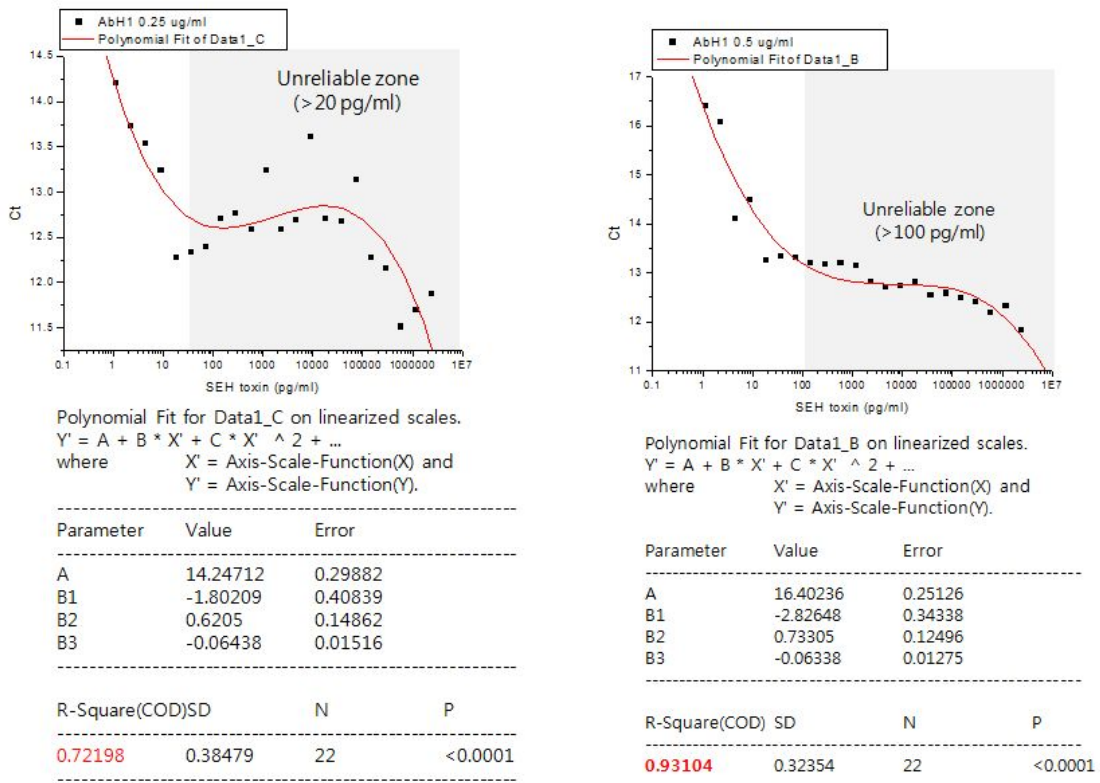 AbH1 0.25 ug/ml
Polynomial Fit of Data1_C
14.5
14.0
13.5
13.0
12.5
12.0
11.5
Ct
Unreliable zone
(>20 pg/ml)
0.1 1 10 100 1000 10000 100000 1000000 1E7
SEH toxin (pg/ml)
Polynomial Fit for Data1_C on linearized scales.
Y' = A + B * X' + C * X' ^ 2 + ...
where X' = Axis-Scale-Function(X) and
Y' = Axis-Scale-Function(Y).
Parameter Value Error
A 14.24712 0.29882
B1 -1.80209 0.40839
B2 0.6205 0.14862
B3 -0.06438 0.01516
R-Square(COD)SD N P
0.72198 0.38479 22 <0.0001
AbH1 0.5 ug/ml
Polynomial Fit of Data1_B
17
16
15
14
13
12
11
Ct
Unreliable zone
(>100 pg/ml)
0.1 1 10 100 1000 10000 100000 1000000 1E7
SEH toxin (pg/ml)
Polynomial Fit for Data1_B on linearized scales.
Y' = A + B * X' + C * X' ^ 2 + ...
where X' = Axis-Scale-Function(X) and
Y' = Axis-Scale-Function(Y).
Parameter Value Error
A 16.40236 0.25126
B1 -2.82648 0.34338
B2 0.73305 0.12496
B3 -0.06338 0.01275
R-Square(COD) SD N P
0.93104 0.32354 22 <0.0001